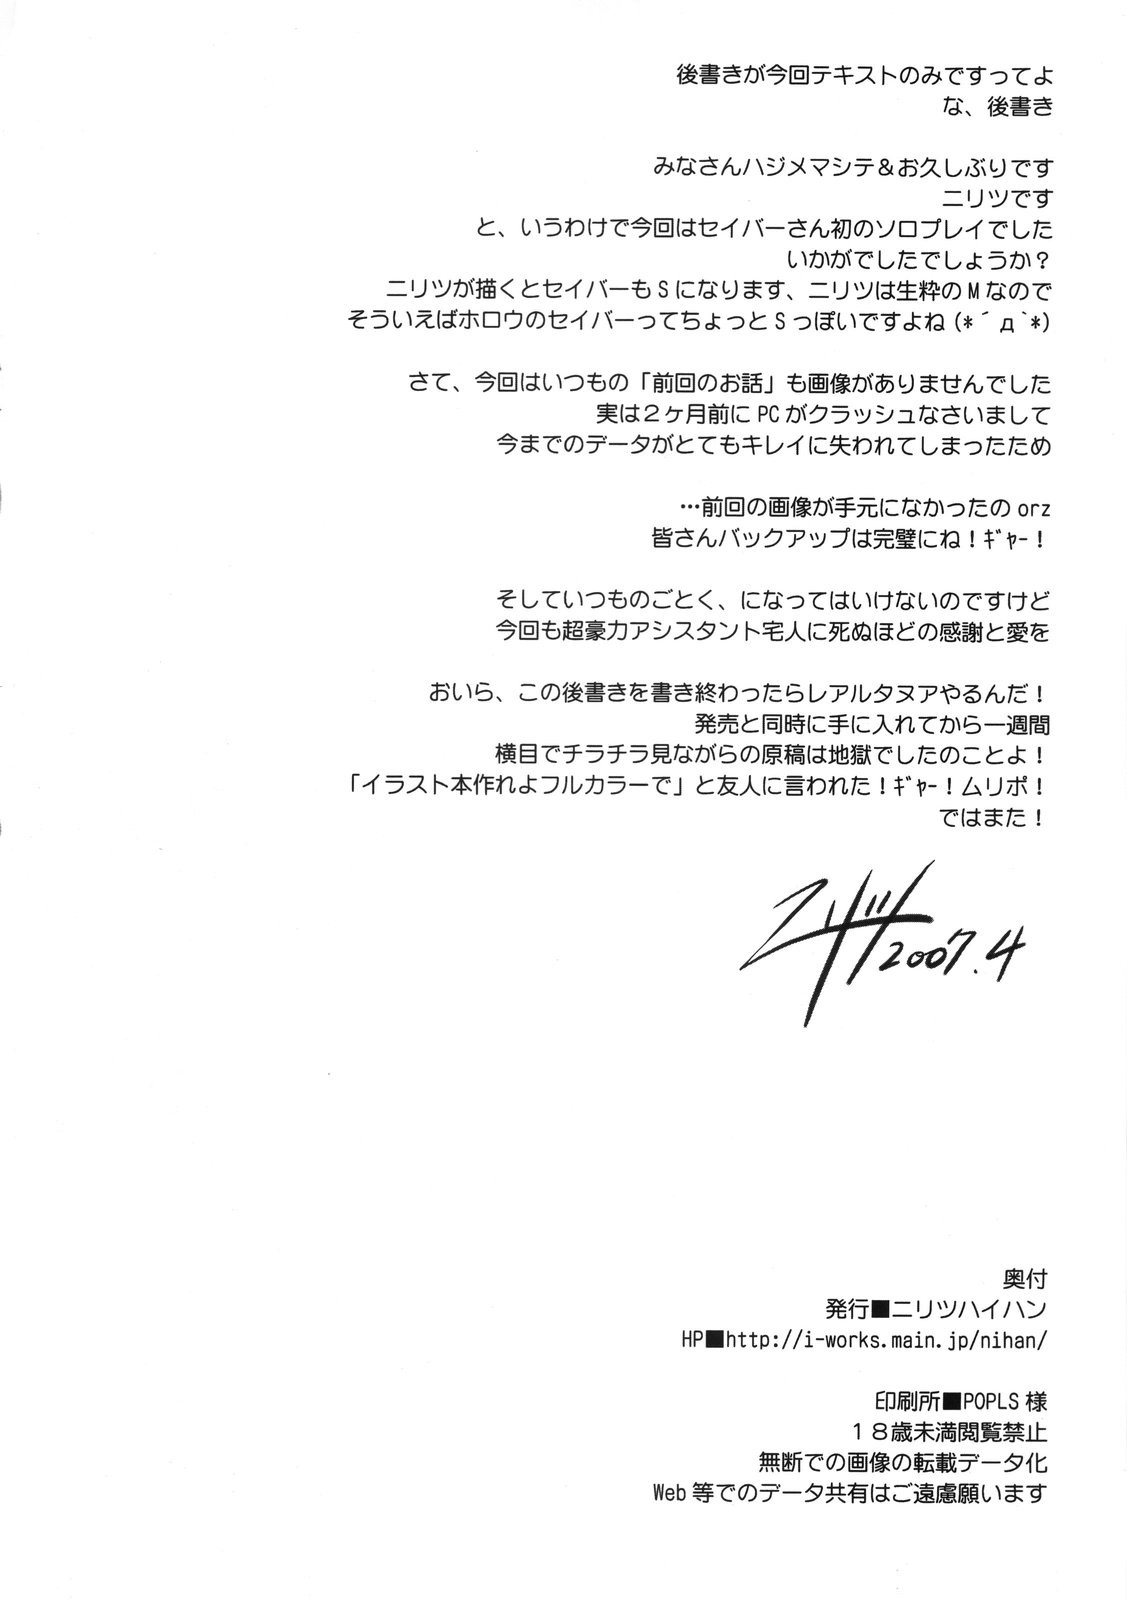 後書きが今回テキストのみですってよ
な、後書き
みなさんハジメマシテ＆お久しぶりです
ニリツです
と、いうわけで今回はセイバーさん初のソロプレイでした
いかがでしたでしょうか？
ニリツが描くとセイバーもSになります、ニリツは生粋のMなので
そういえばホロウのセイバーってちょっとSっぽいですよね(*´д`*)
さて、今回はいつもの「前回のお話」も画像がありませんでした
実は２ヶ月前にPCがクラッシュなさいまして
今までのデータがとてもキレイに失われてしまったため
…前回の画像が手元になかったのorz
皆さんバックアップは完璧にね！ｷﾞｬｰ！
そしていつものごとく、になってはいけないのですけど
今回も超豪力アシスタント宅人に死ぬほどの感謝と愛を
おいら、この後書きを書き終わったらレアルタヌアやるんだ！
発売と同時に手に入れてから一週間
横目でチラチラ見ながらの原稿は地獄でしたのことよ！
「イラスト本作れよフルカラーで」と友人に言われた！ｷﾞｬｰ！ムリポ！
ではまた！
ニリツ 2007.4
奥付
発行■ニリツハイハン
HP■http://i-works.main.jp/nihan/
印刷所■POPLS様
１８歳未満閲覧禁止
無断での画像の転載データ化
Web等でのデータ共有はご遠慮願います